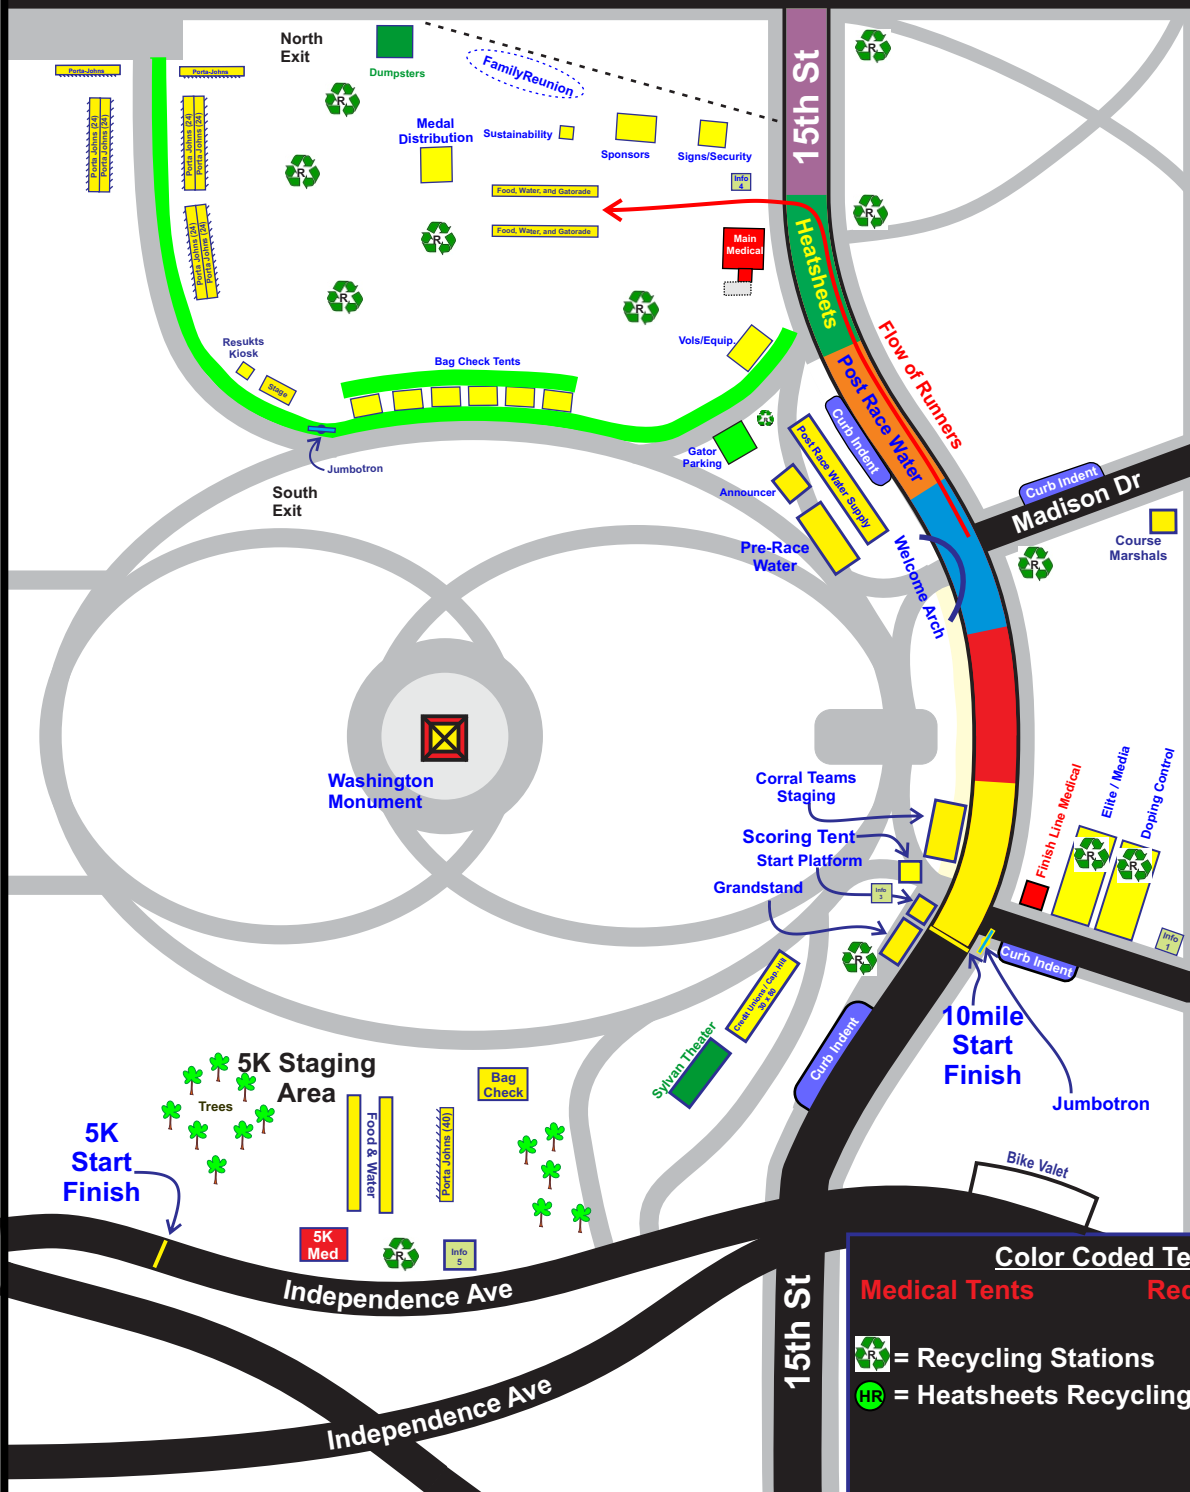 North
Exit
Dumpsters
FamilyReunion
15th St
Porta-Johns
Porta-Johns
Porta Johns (24)
Porta Johns (24)
Porta Johns (24)
Porta Johns (24)
Porta Johns (24)
Porta Johns (24)
Medal
Distribution
Sustainability
Sponsors
Signs/Security
Info
4
Food, Water, and Gatorade
Food, Water, and Gatorade
Main
Medical
Heatsheets
Flow of Runners
Resukts
Kiosk
Stage
Bag Check Tents
Vols/Equip.
Post Race Water
Curb Indent
Jumbotron
South
Exit
Gator
Parking
Announcer
Post Race Water Supply
Pre-Race
Water
Welcome Arch
Curb Indent
Madison Dr
Course
Marshals
Washington
Monument
Corral Teams
Staging
Scoring Tent
Start Platform
Grandstand
Info
3
Finish Line Medical
Elite / Media
Doping Control
Info
1
Curb Indent
10mile
Start
Finish
Jumbotron
Credit Unions / Cap. Hill
30 x 60
Sylvan Theater
Curb Indent
5K Staging
Area
Trees
Bag
Check
Food & Water
Porta Johns (40)
5K
Start
Finish
5K
Med
Info
5
Bike Valet
Independence Ave
Independence Ave
15th St
Color Coded Te
Medical Tents
Rec
R
= Recycling Stations
HR
= Heatsheets Recycling